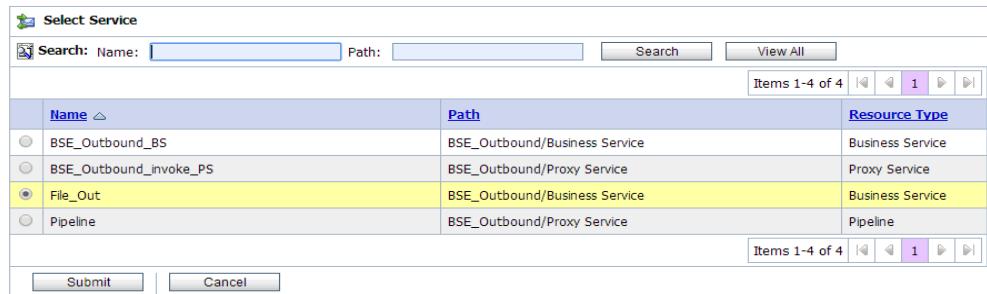 Select Service
Search: Name: Path: Search View All
Items 1-4 of 4 1
Name Path Resource Type
BSE_Outbound_BS BSE_Outbound/Business Service Business Service
BSE_Outbound_invoke_PS BSE_Outbound/Proxy Service Proxy Service
File_Out BSE_Outbound/Business Service Business Service
Pipeline BSE_Outbound/Proxy Service Pipeline
Items 1-4 of 4 1
Submit Cancel